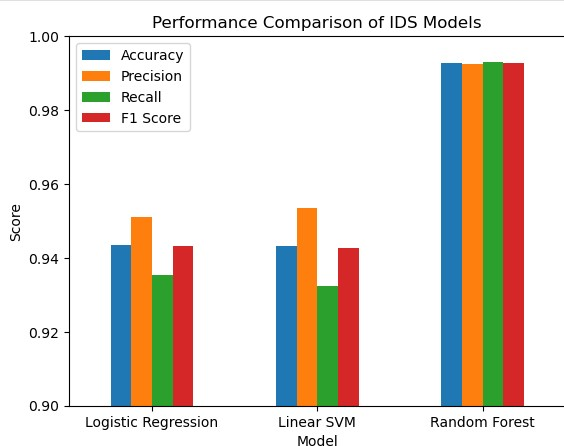 Performance Comparison of IDS Models
1.00
0.98
0.96
0.94
0.92
0.90
Score
Accuracy
Precision
Recall
F1 Score
Logistic Regression
Linear SVM
Random Forest
Model